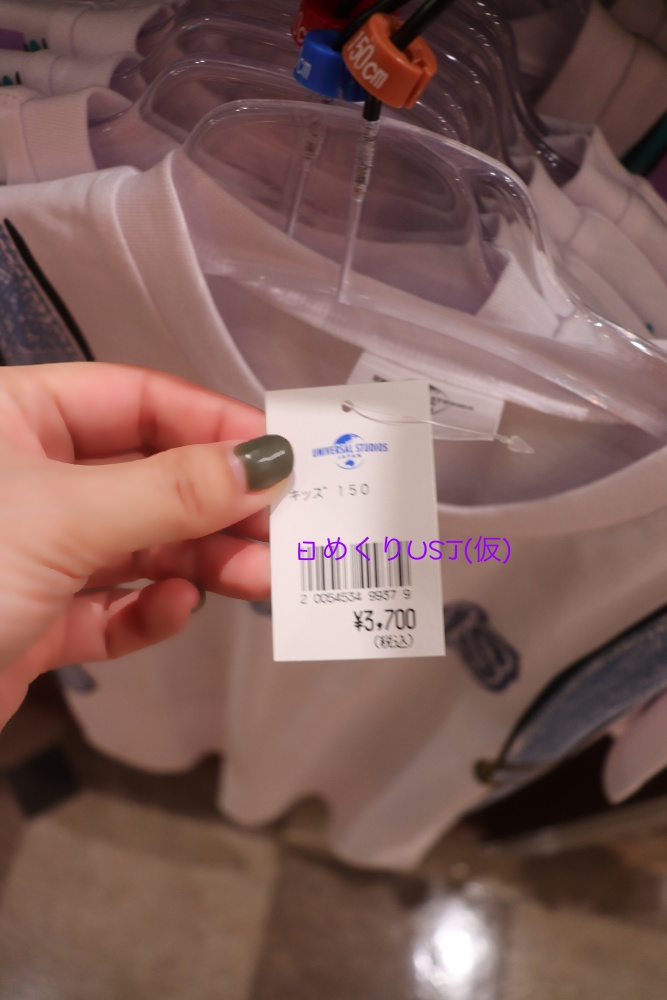 150cm
cm
UNIVERSAL STUDIOS
JAPAN
キッズ 150
日めくりUSJ(仮)
2 0054534 9937 9
¥3,700
(税込)